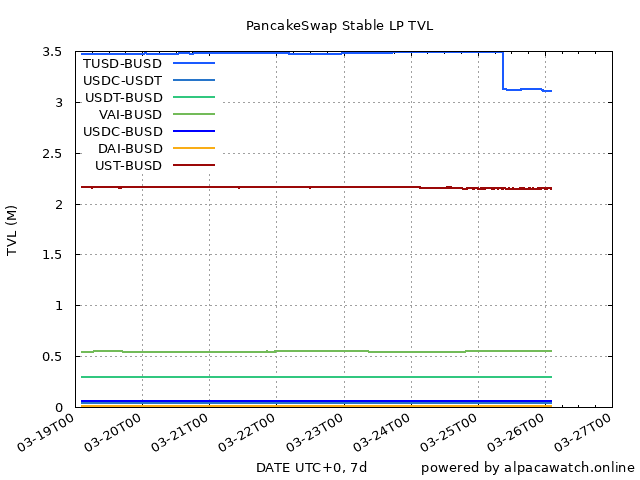 PancakeSwap Stable LP TVL
3.5
3
2.5
2
1.5
1
0.5
0
TVL (M)
TUSD-BUSD
USDC-USDT
USDT-BUSD
VAI-BUSD
USDC-BUSD
DAI-BUSD
UST-BUSD
03-19T00
03-20T00
03-21T00
03-22T00
03-23T00
03-24T00
03-25T00
03-26T00
03-27T00
DATE UTC+0, 7d
powered by alpacawatch.online